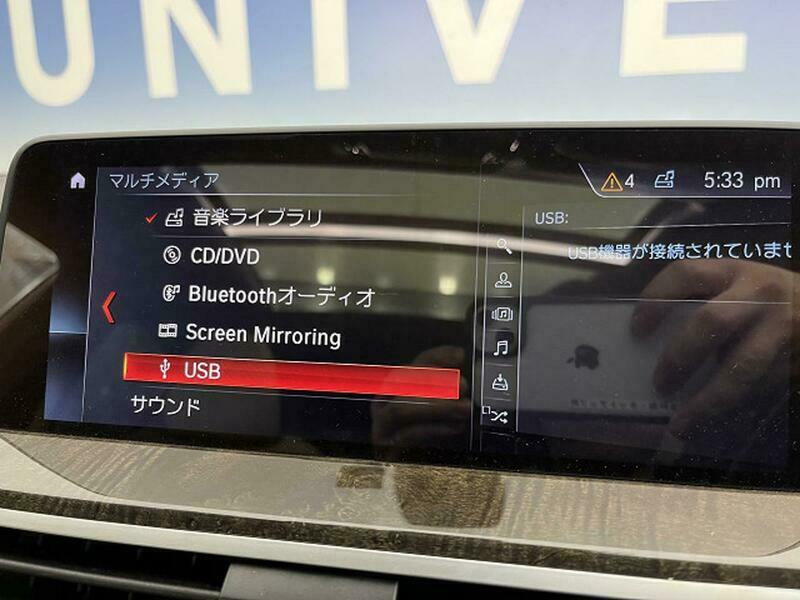 UNIVE
マルチメディア
4
5:33 pm
音楽ライブラリ
CD/DVD
Bluetoothオーディオ
Screen Mirroring
USB
サウンド
USB:
USB機器が接続されていませ